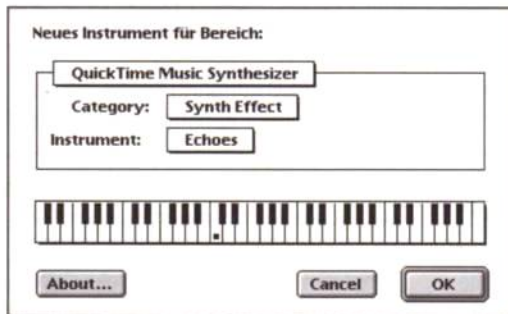 Neues Instrument für Bereich:
QuickTime Music Synthesizer
Category: Synth Effect
Instrument: Echoes
About... Cancel OK